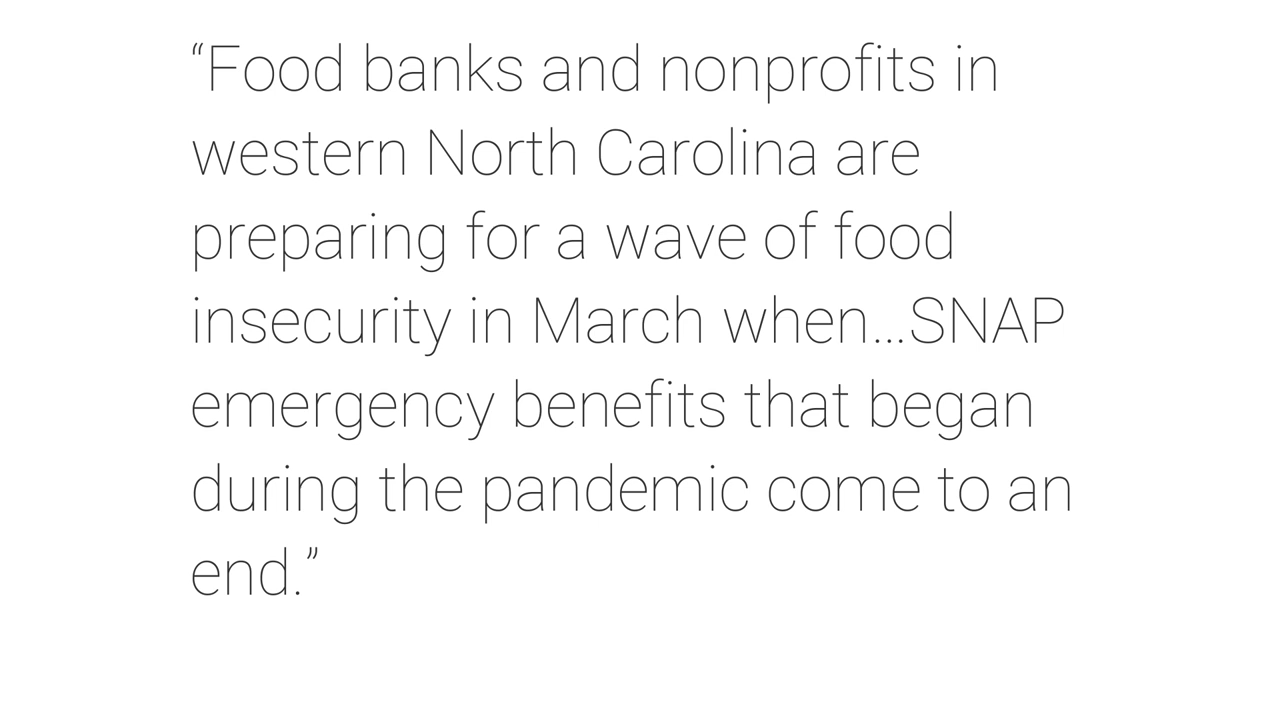 “Food banks and nonprofits in
western North Carolina are
preparing for a wave of food
insecurity in March when...SNAP
emergency benefits that began
during the pandemic come to an
end.”